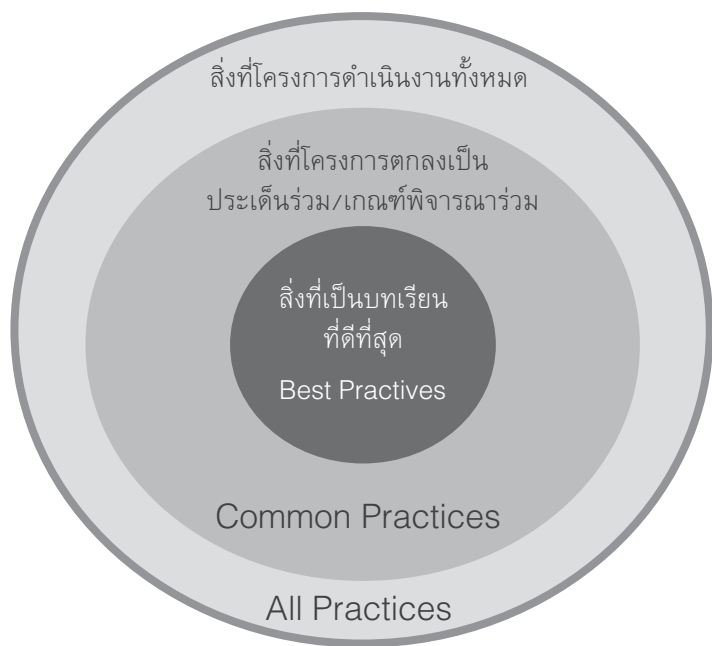 สิ่งที่โครงการดำเนินงานทั้งหมด
สิ่งที่โครงการตกลงเป็น
ประเด็นร่วม/เกณฑ์พิจารณาร่วม
สิ่งที่เป็นบทเรียน
ที่ดีที่สุด
Best Practives
Common Practices
All Practices